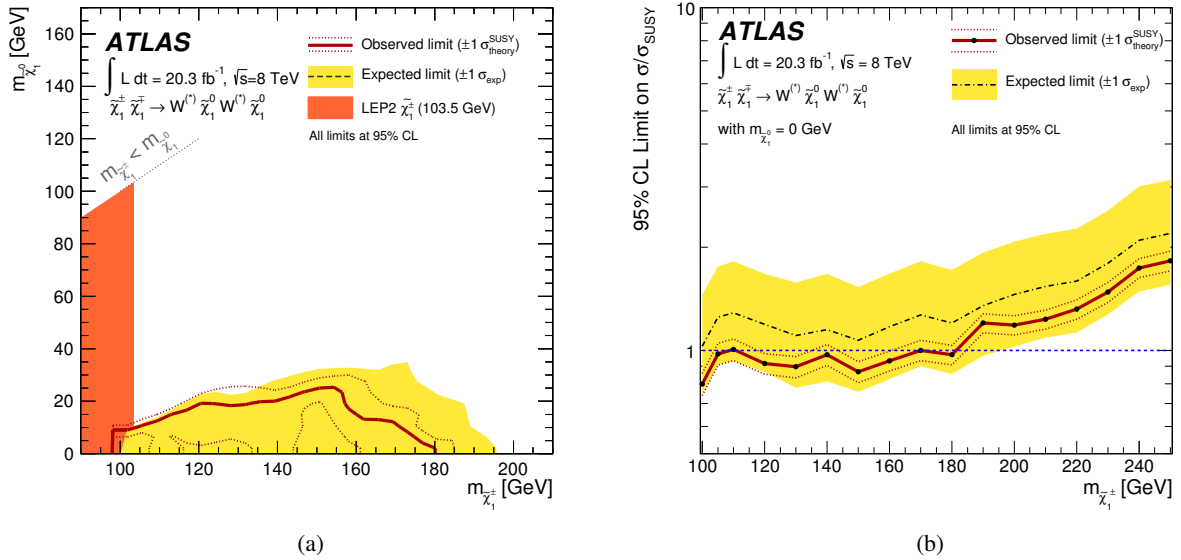 ATLAS
∫ L dt = 20.3 fb⁻¹, √s=8 TeV
χ̃₁± χ̃₁∓ → W⁽*⁾ χ̃₁⁰ W⁽*⁾ χ̃₁⁰
Observed limit (±1 σ^SUSY_theory)
Expected limit (±1 σ_exp)
LEP2 χ̃₁± (103.5 GeV)
All limits at 95% CL
m_χ̃₁± < m_χ̃₁⁰
m_χ̃₁⁰ [GeV]
160
140
120
100
80
60
40
20
0
100 120 140 160 180 200
m_χ̃₁± [GeV]
(a)
ATLAS
∫ L dt = 20.3 fb⁻¹, √s= 8 TeV
χ̃₁± χ̃₁∓ → W⁽*⁾ χ̃₁⁰ W⁽*⁾ χ̃₁⁰
with m_χ̃₁⁰ = 0 GeV
Observed limit (±1 σ^SUSY_theory)
Expected limit (±1 σ_exp)
All limits at 95% CL
95% CL Limit on σ/σ_SUSY
10
1
100 120 140 160 180 200 220 240
m_χ̃₁± [GeV]
(b)